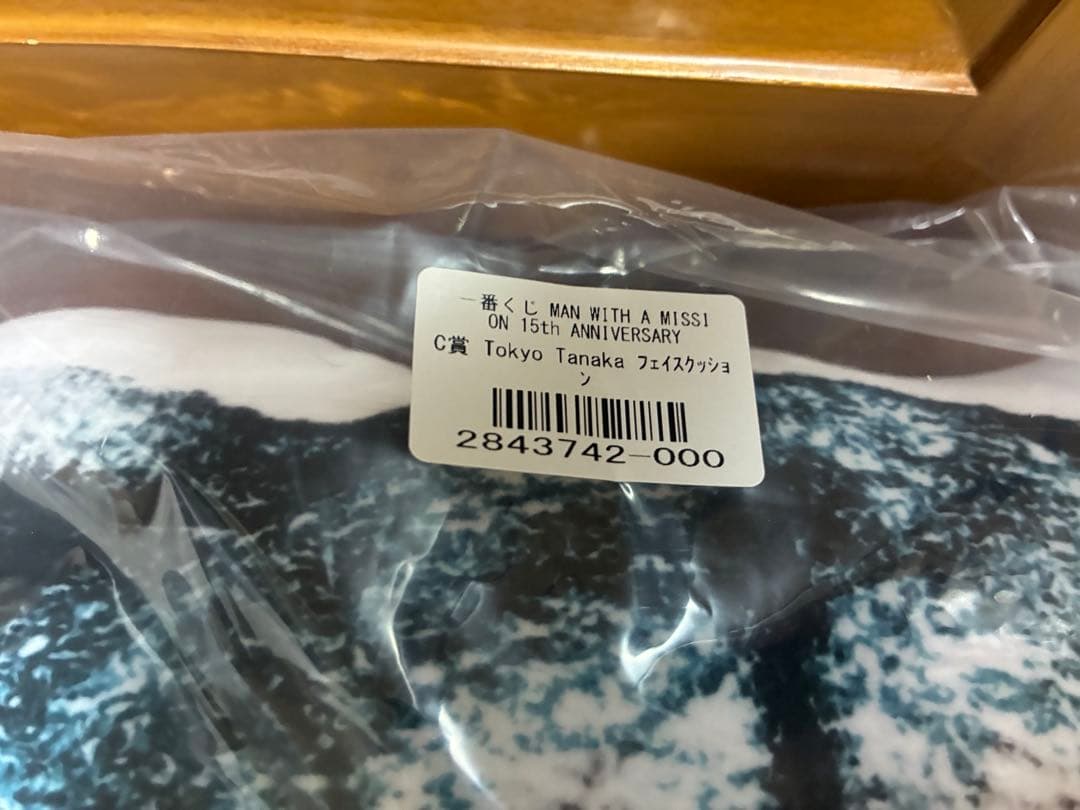 一番くじ MAN WITH A MISSI
ON 15th ANNIVERSARY
C賞 Tokyo Tanaka フェイスクッショ
ン
2843742-000